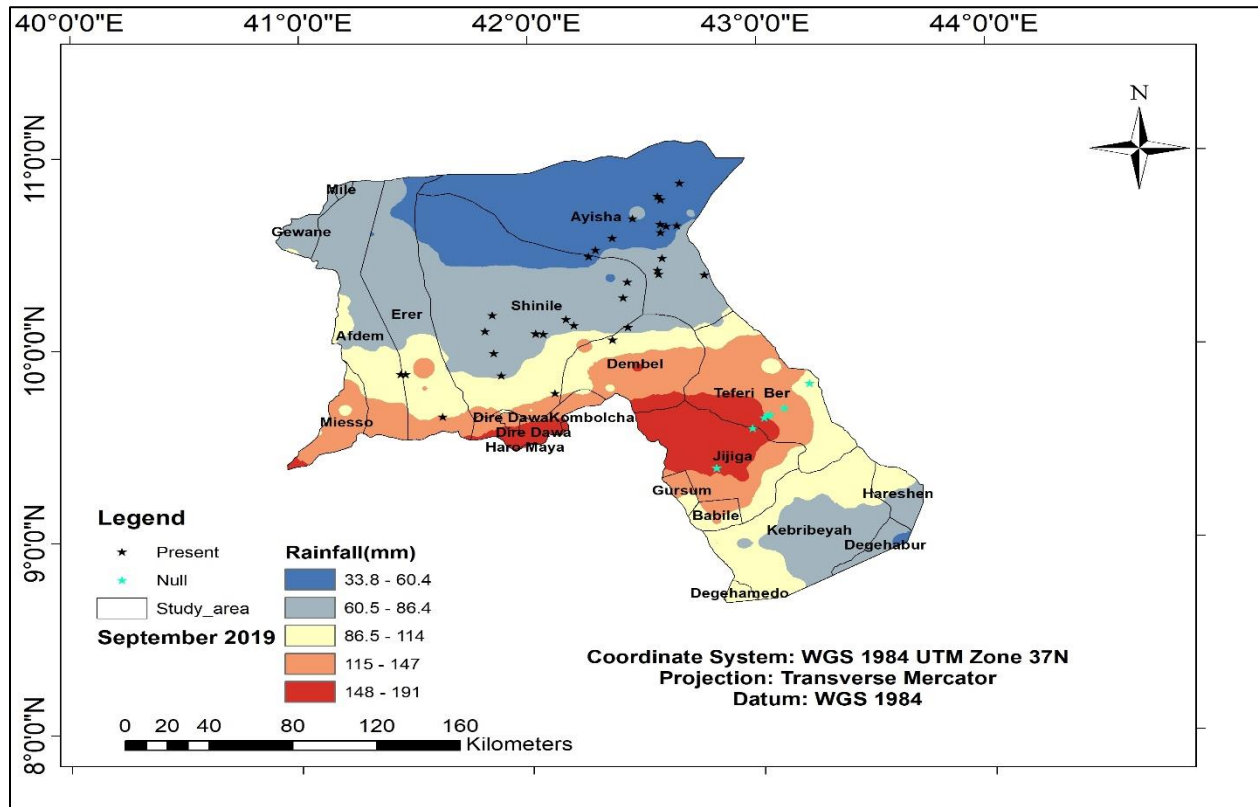 40°0'0"E 41°0'0"E 42°0'0"E 43°0'0"E 44°0'0"E
N
11°0'0"N
10°0'0"N
9°0'0"N
8°0'0"N
Mile
Ayisha
Gewane
Shinile
Erer
Afdem
Dembel
Teferi Ber
Miesso
Dire Dawa
Kombolcha
Dire Dawa
Haro Maya
Jijiga
Gursum
Hareshen
Babile
Kebribeyah
Degehabur
Degehamedo
Legend
Present
Null
Study_area
September 2019
Rainfall(mm)
33.8 - 60.4
60.5 - 86.4
86.5 - 114
115 - 147
148 - 191
Coordinate System: WGS 1984 UTM Zone 37N
Projection: Transverse Mercator
Datum: WGS 1984
0 20 40 80 120 160
Kilometers